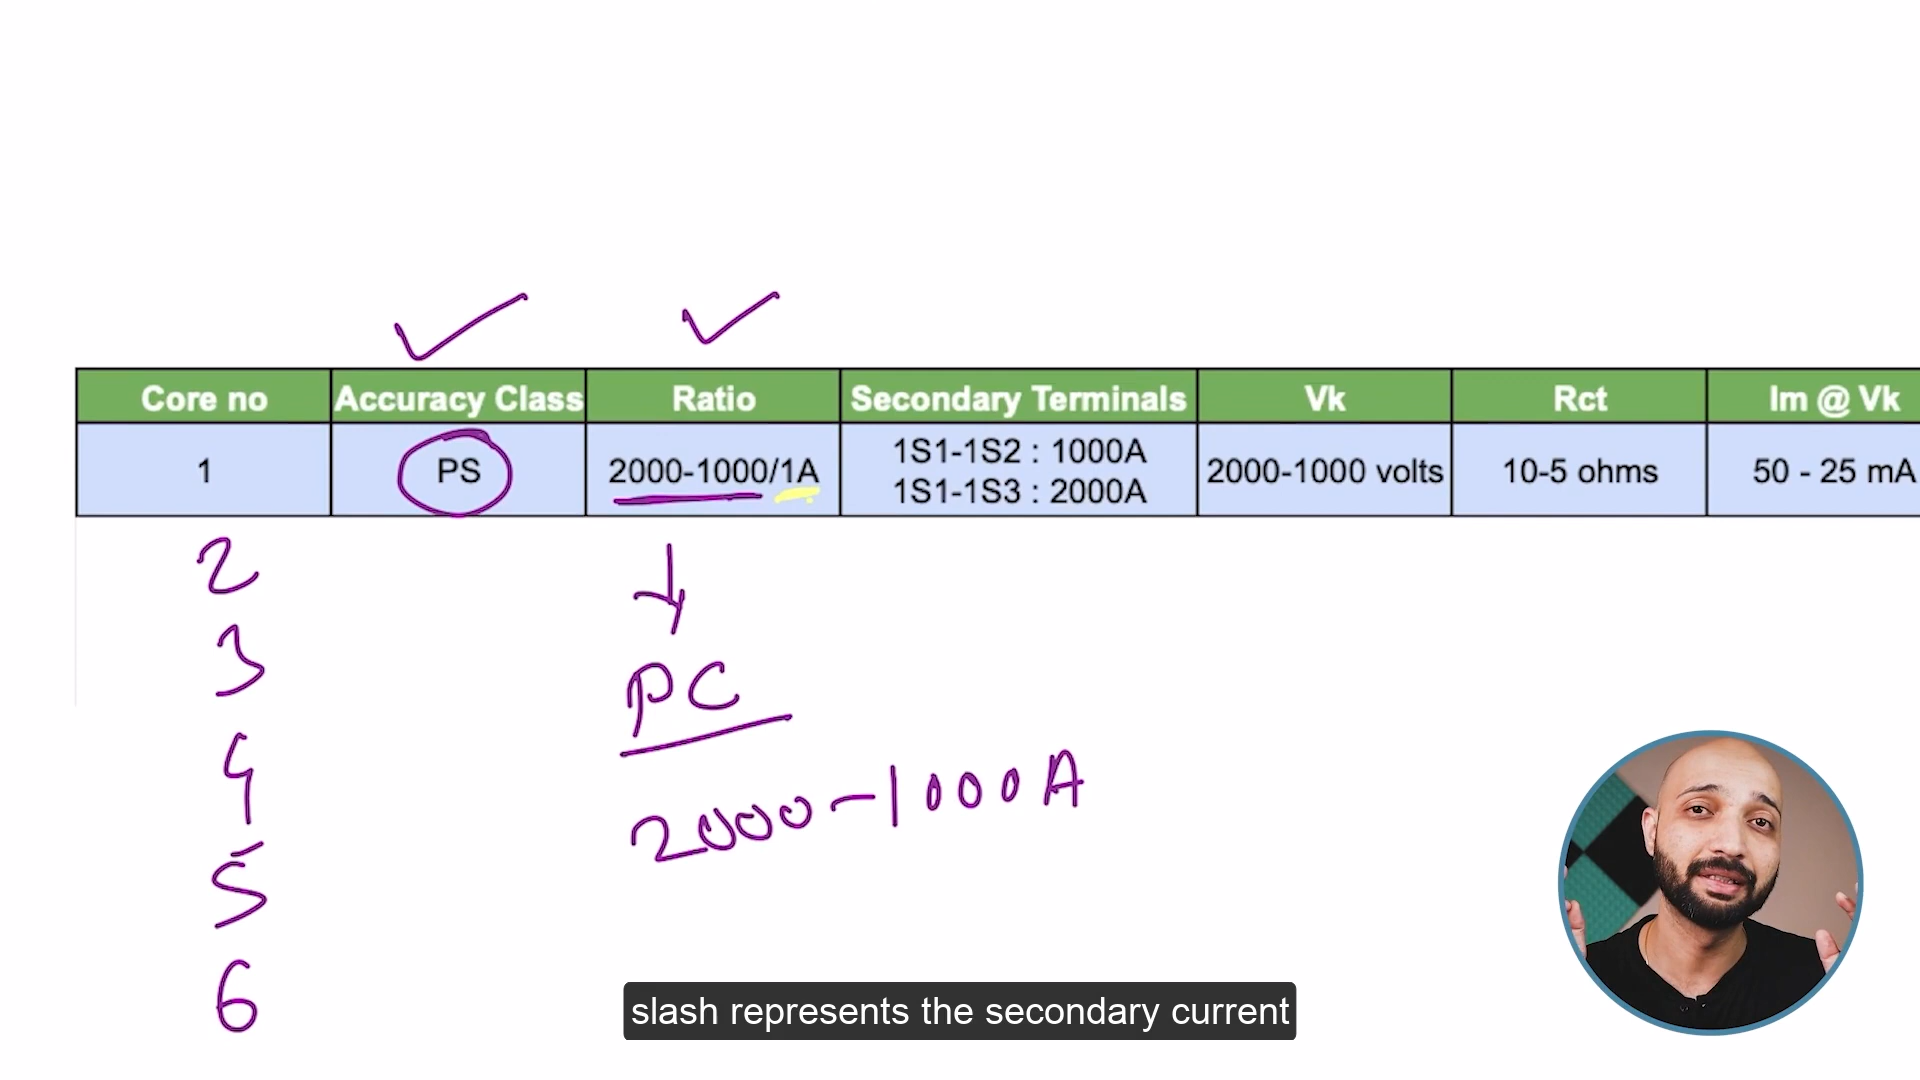 Core no Accuracy Class Ratio Secondary Terminals Vk Rct Im @ Vk
1 PS 2000-1000/1A 1S1-1S2 : 1000A 2000-1000 volts 10-5 ohms 50 - 25 mA
1S1-1S3 : 2000A
2
3
PC
4
2000-1000A
5
6
slash represents the secondary current